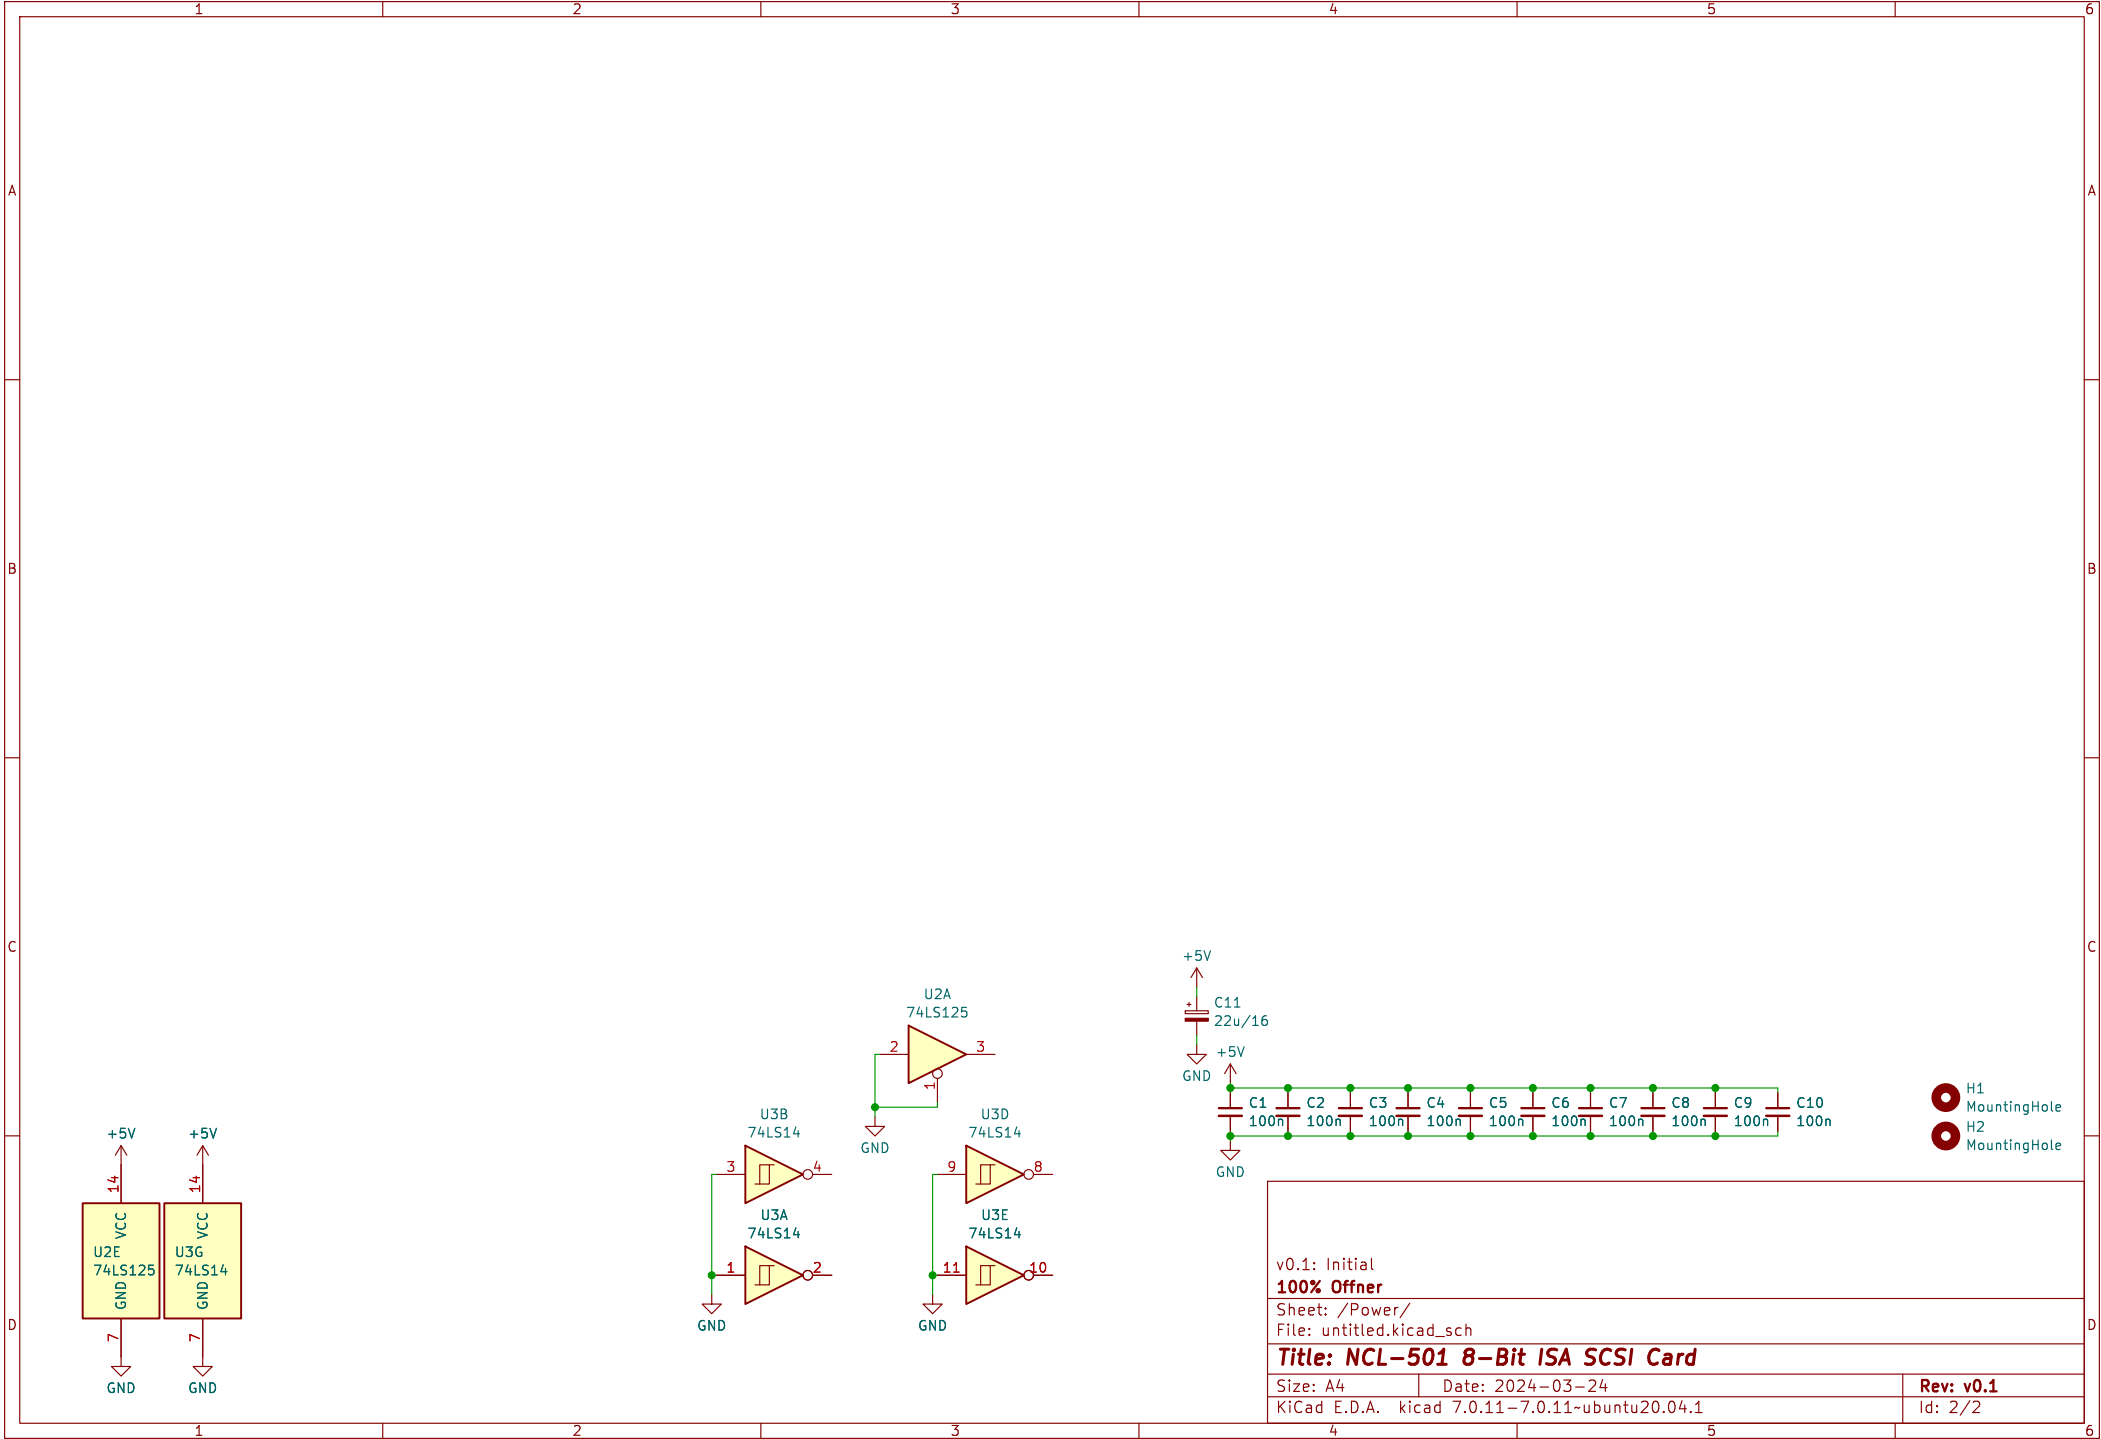 1 2 3 4 5 6
A A
B B
C C
D D
+5V
C11
22u/16
GND
U2A
74LS125
2 3
1
GND
+5V
C1 C2 C3 C4 C5 C6 C7 C8 C9 C10
100n 100n 100n 100n 100n 100n 100n 100n 100n 100n
GND
H1
MountingHole
H2
MountingHole
U3B
74LS14
3 4
U3A
74LS14
1 2
GND
U3D
74LS14
9 8
U3E
74LS14
11 10
GND
+5V +5V
14 14
VCC VCC
U2E U3G
74LS125 74LS14
GND GND
7 7
GND GND
v0.1: Initial
100% Offner
Sheet: /Power/
File: untitled.kicad_sch
Title: NCL-501 8-Bit ISA SCSI Card
Size: A4 Date: 2024-03-24 Rev: v0.1
KiCad E.D.A. kicad 7.0.11-7.0.11~ubuntu20.04.1 Id: 2/2
1 2 3 4 5 6